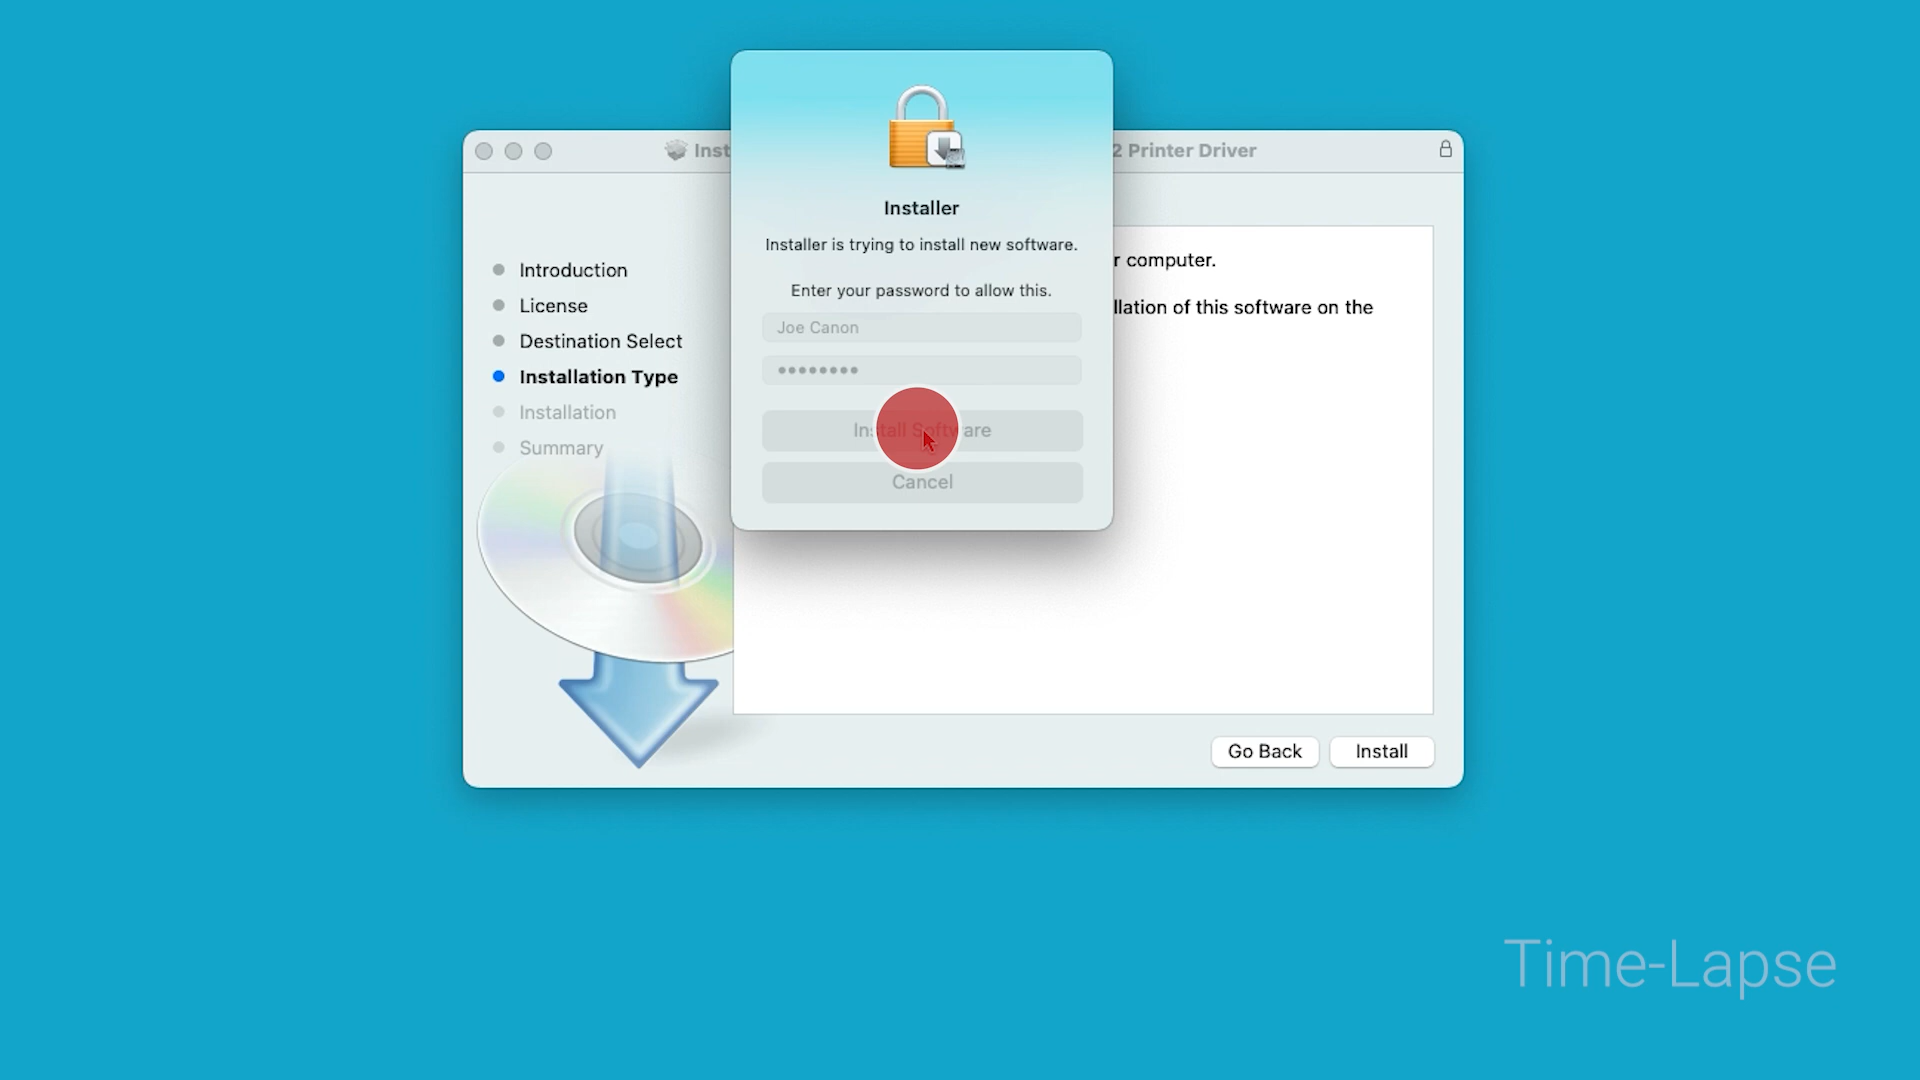 Inst
2 Printer Driver
Installer
Installer is trying to install new software.
Enter your password to allow this.
Joe Canon
••••••••
Install Software
Cancel
Introduction
License
Destination Select
Installation Type
Installation
Summary
r computer.
llation of this software on the
Go Back
Install
Time-Lapse